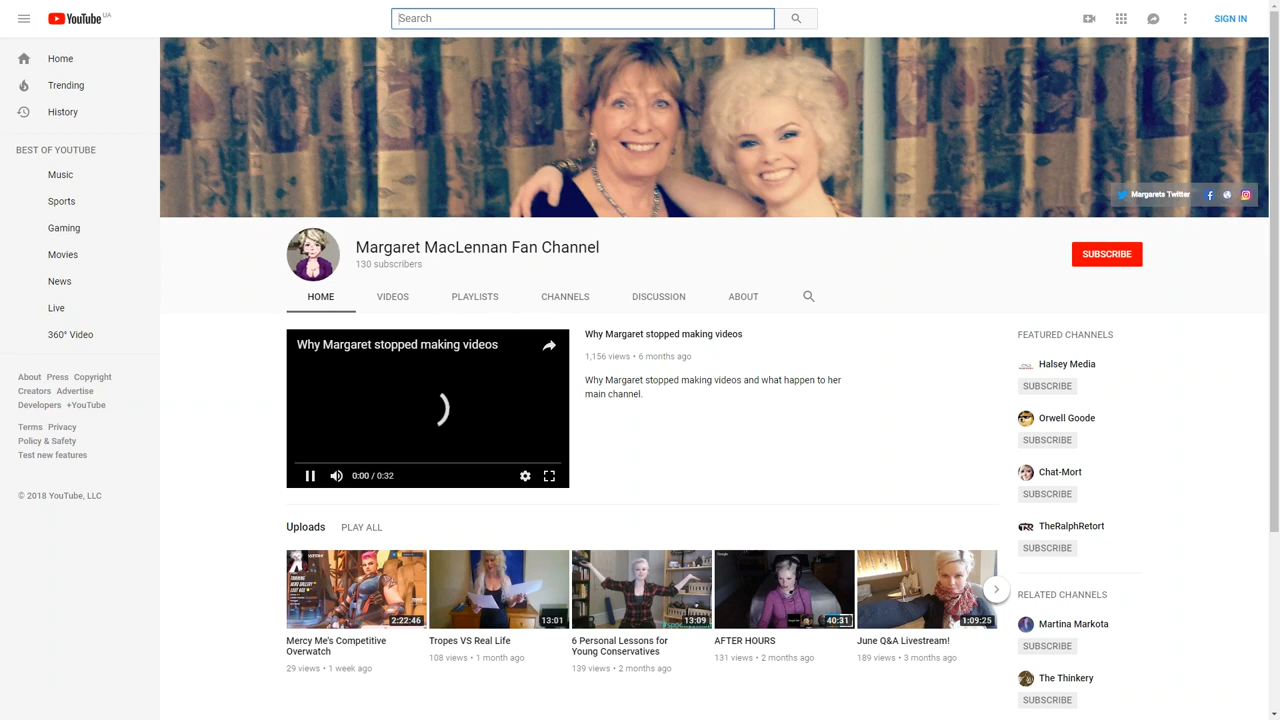 YouTube UA
Search
SIGN IN
Home
Trending
History
BEST OF YOUTUBE
Music
Sports
Gaming
Movies
News
Live
360° Video
About Press Copyright
Creators Advertise
Developers +YouTube
Terms Privacy
Policy & Safety
Test new features
© 2018 YouTube, LLC
Margarets Twitter
Margaret MacLennan Fan Channel
130 subscribers
SUBSCRIBE
HOME VIDEOS PLAYLISTS CHANNELS DISCUSSION ABOUT
Why Margaret stopped making videos
0:00 / 0:32
Why Margaret stopped making videos
1,156 views • 6 months ago
Why Margaret stopped making videos and what happen to her
main channel.
Uploads PLAY ALL
2:22:46
Mercy Me's Competitive
Overwatch
29 views • 1 week ago
13:01
Tropes VS Real Life
108 views • 1 month ago
13:09
6 Personal Lessons for
Young Conservatives
139 views • 2 months ago
40:31
AFTER HOURS
131 views • 2 months ago
1:09:25
June Q&A Livestream!
189 views • 3 months ago
FEATURED CHANNELS
Halsey Media
SUBSCRIBE
Orwell Goode
SUBSCRIBE
Chat-Mort
SUBSCRIBE
TheRalphRetort
SUBSCRIBE
RELATED CHANNELS
Martina Markota
SUBSCRIBE
The Thinkery
SUBSCRIBE